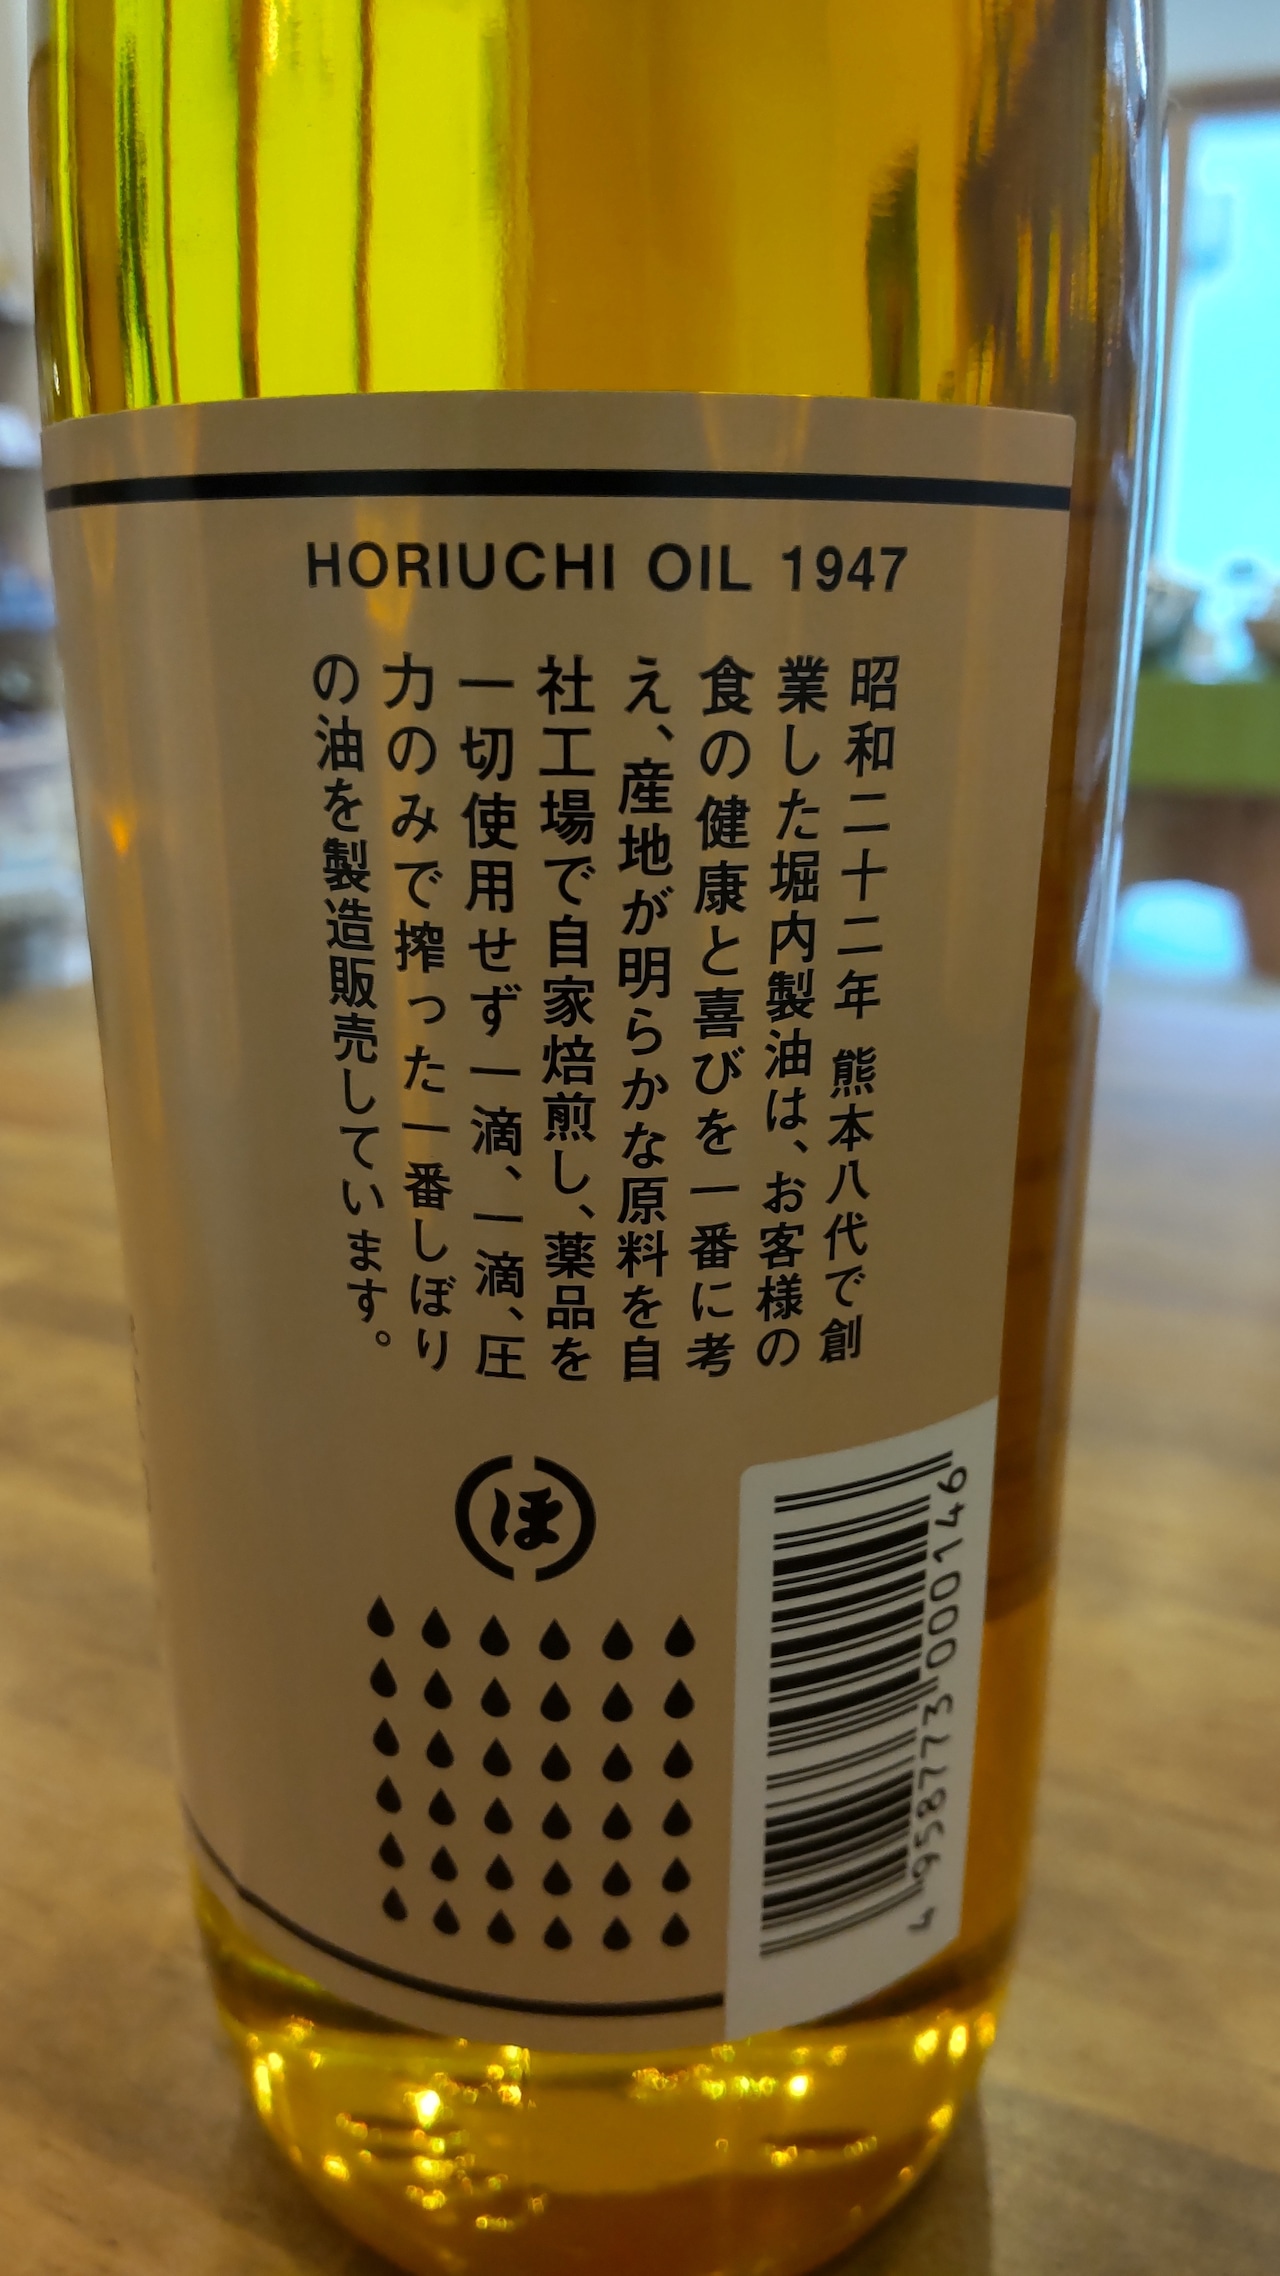 HORIUCHI OIL 1947
昭和二十二年 熊本八代で創
業した堀内製油は、お客様の
食の健康と喜びを一番に考
え、産地が明らかな原料を自
社工場で自家焙煎し、薬品を
一切使用せず一滴、一滴、圧
力のみで搾った一番しぼり
の油を製造販売しています。
ほ
4958773000146